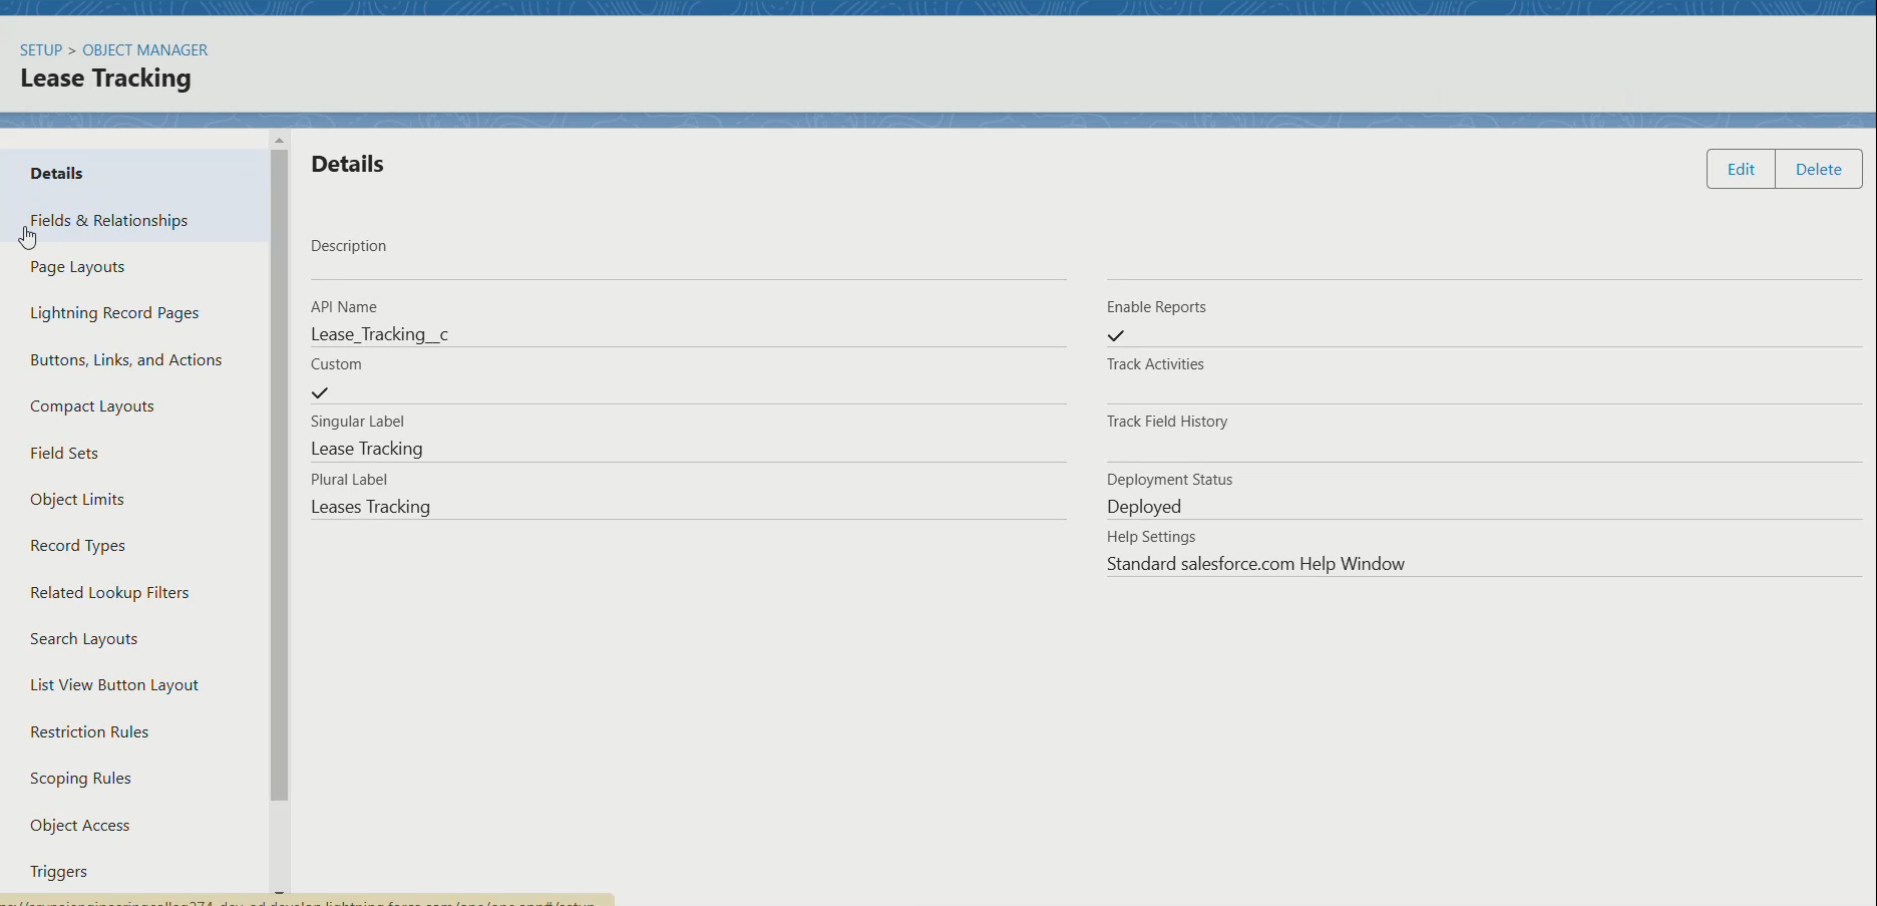 SETUP > OBJECT MANAGER
Lease Tracking
Details
Fields & Relationships
Page Layouts
Lightning Record Pages
Buttons, Links, and Actions
Compact Layouts
Field Sets
Object Limits
Record Types
Related Lookup Filters
Search Layouts
List View Button Layout
Restriction Rules
Scoping Rules
Object Access
Triggers
Details
Edit
Delete
Description
API Name
Lease_Tracking__c
Custom
Singular Label
Lease Tracking
Plural Label
Leases Tracking
Enable Reports
Track Activities
Track Field History
Deployment Status
Deployed
Help Settings
Standard salesforce.com Help Window